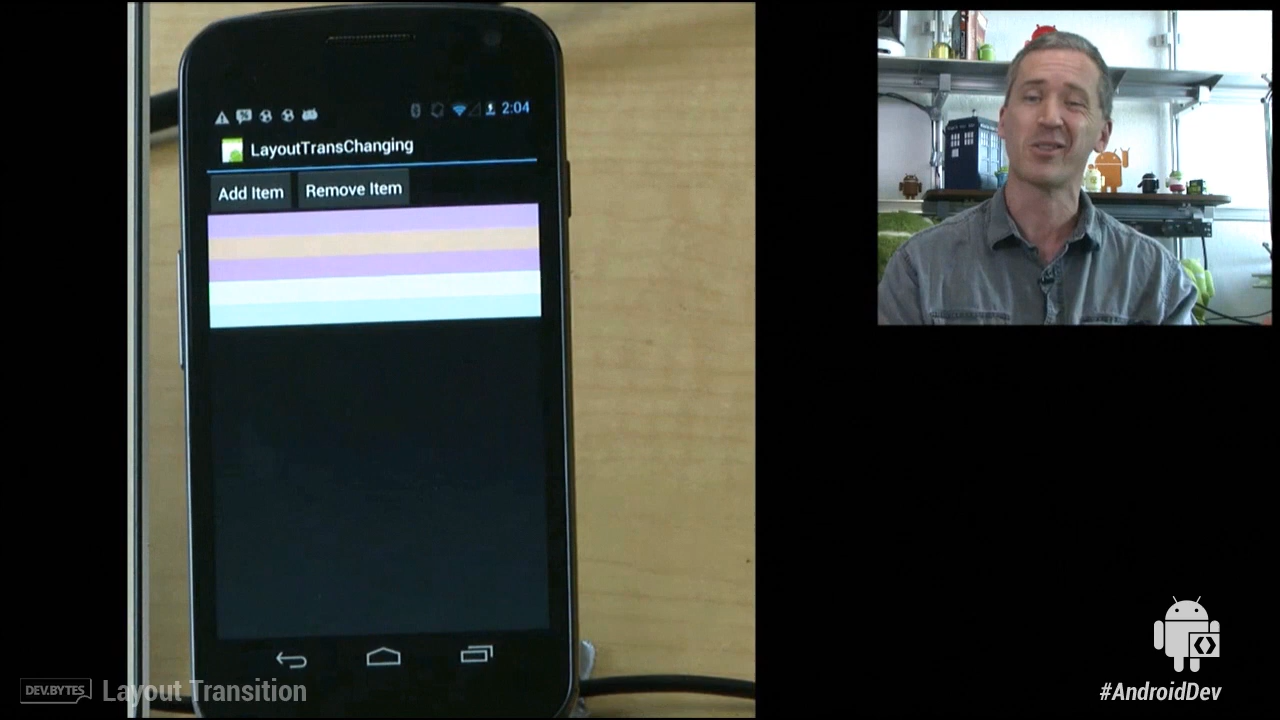 2:04
LayoutTransChanging
Add Item
Remove Item
DEV.BYTES
Layout Transition
#AndroidDev